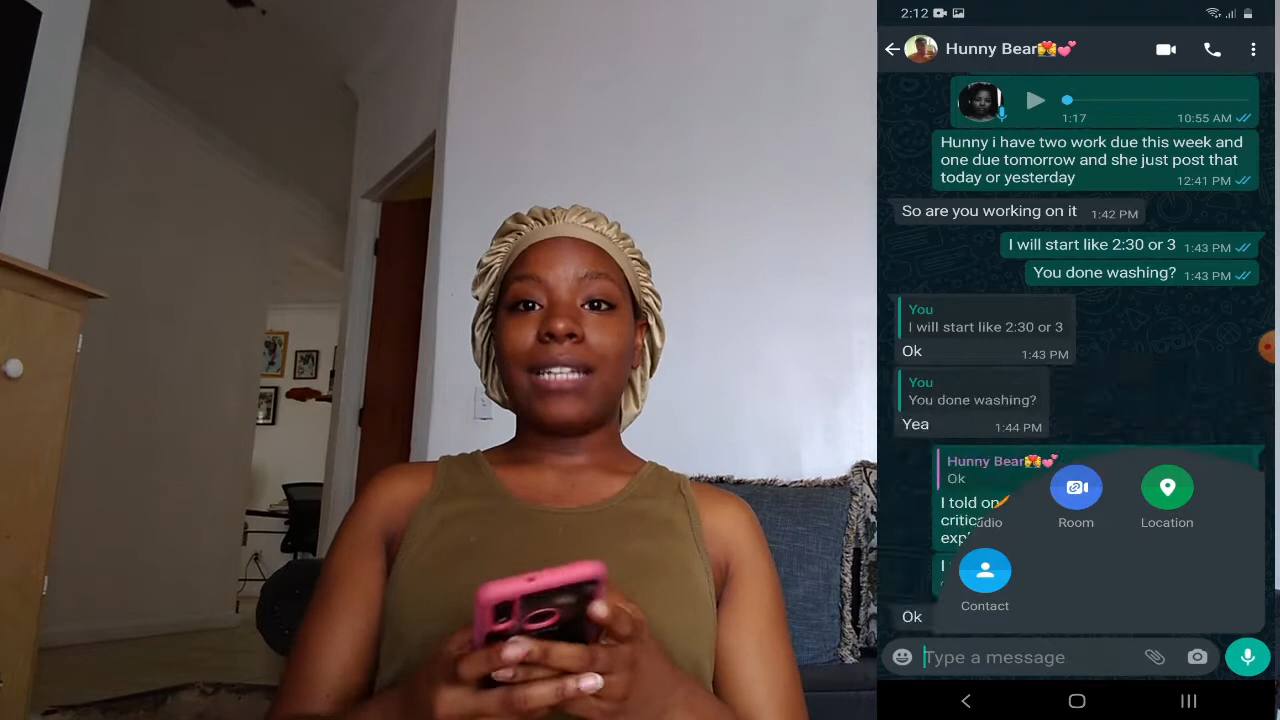 2:12
Hunny Bear
1:17 10:55 AM
Hunny i have two work due this week and
one due tomorrow and she just post that
today or yesterday 12:41 PM
So are you working on it 1:42 PM
I will start like 2:30 or 3 1:43 PM
You done washing? 1:43 PM
You
I will start like 2:30 or 3
Ok 1:43 PM
You
You done washing?
Yea 1:44 PM
Hunny Bear
Ok
I told
Room Location
Contact
Ok
Type a message